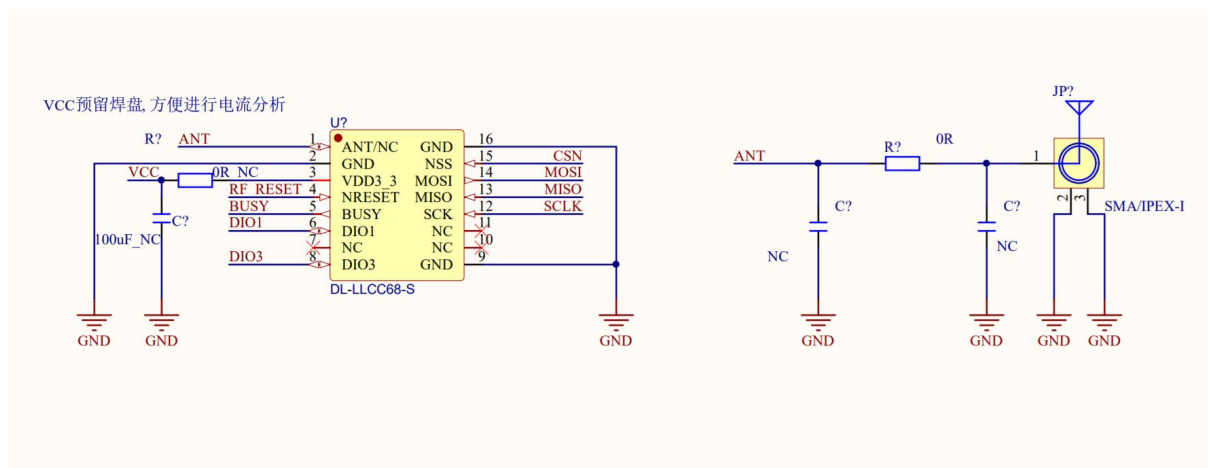 VCC预留焊盘, 方便进行电流分析
U?
R? ANT 1 ANT/NC GND 16
2 GND NSS 15 CSN
VCC 0R_NC 3 VDD3_3 MOSI 14 MOSI
RF_RESET 4 NRESET MISO 13 MISO
BUSY 5 BUSY SCK 12 SCLK
C? DIO1 6 DIO1 NC 11
100uF_NC 7 NC NC 10
DIO3 8 DIO3 GND 9
DL-LLCC68-S
GND GND GND
JP?
R? 0R
ANT 1
C? C? 2 3 SMA/IPEX-I
NC NC
GND GND GND GND